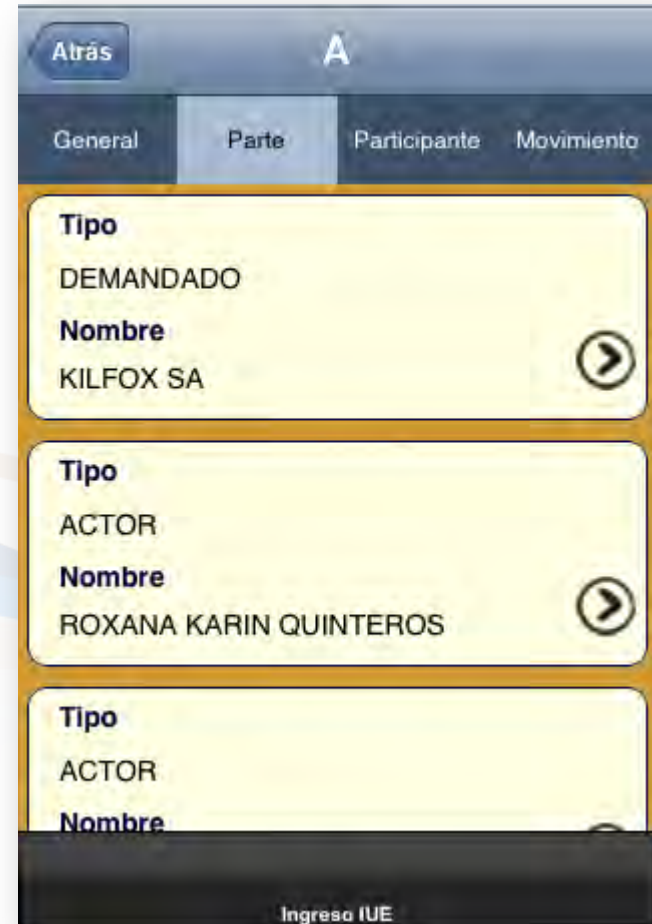 Atrás
A
General Parte Participante Movimiento
Tipo
DEMANDADO
Nombre
KILFOX SA
Tipo
ACTOR
Nombre
ROXANA KARIN QUINTEROS
Tipo
ACTOR
Nombre
Ingreso IUE